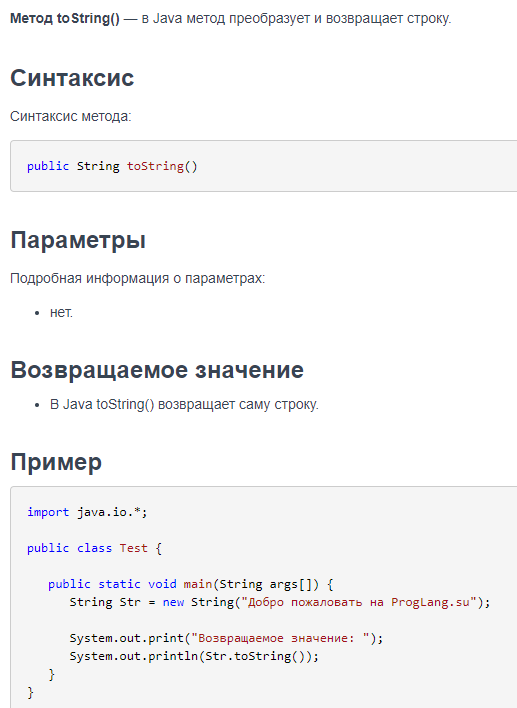 Метод toString() — в Java метод преобразует и возвращает строку.
Синтаксис
Синтаксис метода:
public String toString()
Параметры
Подробная информация о параметрах:
• нет.
Возвращаемое значение
• В Java toString() возвращает саму строку.
Пример
import java.io.*;
public class Test {
public static void main(String args[]) {
String Str = new String("Добро пожаловать на ProgLang.su");
System.out.print("Возвращаемое значение: ");
System.out.println(Str.toString());
}
}